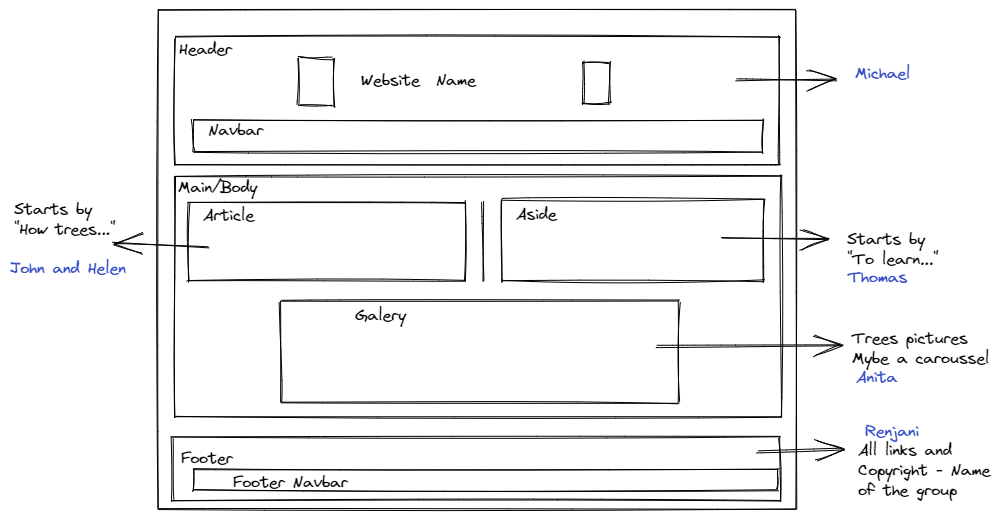 Header
Website Name
Michael
Navbar
Main/Body
Starts by
"How trees..."
John and Helen
Article
Aside
Starts by
"To learn..."
Thomas
Galery
Trees pictures
Mybe a caroussel
Anita
Footer
Footer Navbar
Renjani
All links and
Copyright - Name
of the group